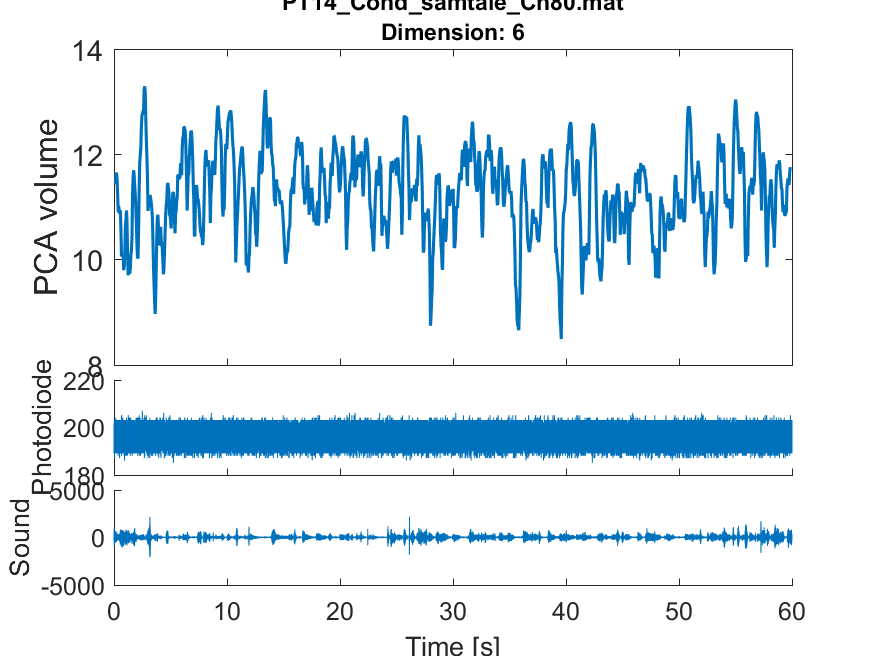 PT14_Cond_samtale_Ch80.mat
Dimension: 6
14
12
10
8
PCA volume
220
200
180
Photodiode
5000
0
-5000
Sound
0 10 20 30 40 50 60
Time [s]